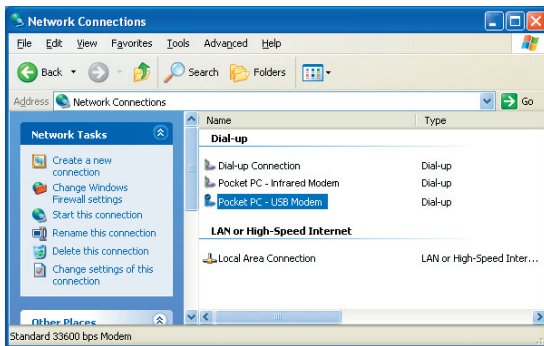 Network Connections
File Edit View Favorites Tools Advanced Help
Back Search Folders
Address Network Connections Go
Network Tasks
Create a new
connection
Change Windows
Firewall settings
Start this connection
Rename this connection
Delete this connection
Change settings of this
connection
Other Places
Name Type
Dial-up
Dial-up Connection Dial-up
Pocket PC - Infrared Modem Dial-up
Pocket PC - USB Modem Dial-up
LAN or High-Speed Internet
Local Area Connection LAN or High-Speed Inter...
Standard 33600 bps Modem